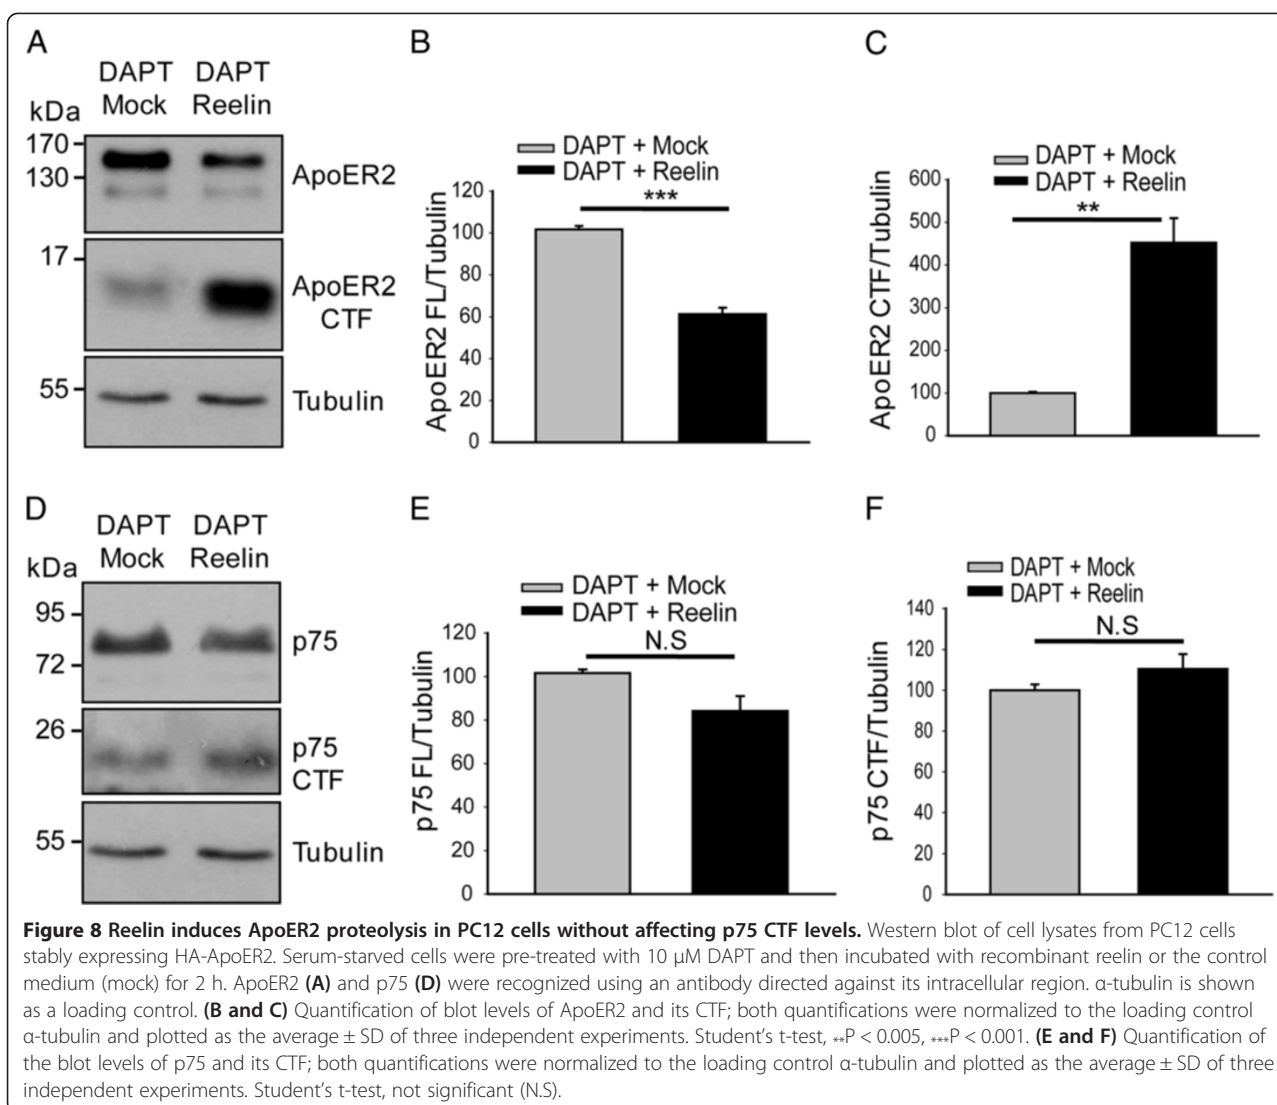 A
DAPT DAPT
Mock Reelin
kDa
170
130
ApoER2
17
ApoER2
CTF
55
Tubulin
B
DAPT + Mock
DAPT + Reelin
***
120
100
80
60
40
20
0
ApoER2 FL/Tubulin
C
DAPT + Mock
DAPT + Reelin
**
600
500
400
300
200
100
0
ApoER2 CTF/Tubulin
D
DAPT DAPT
Mock Reelin
kDa
95
72
p75
26
p75
CTF
55
Tubulin
E
DAPT + Mock
DAPT + Reelin
N.S
120
100
80
60
40
20
0
p75 FL/Tubulin
F
DAPT + Mock
DAPT + Reelin
N.S
140
120
100
80
60
40
20
0
p75 CTF/Tubulin
Figure 8 Reelin induces ApoER2 proteolysis in PC12 cells without affecting p75 CTF levels. Western blot of cell lysates from PC12 cells
stably expressing HA-ApoER2. Serum-starved cells were pre-treated with 10 μM DAPT and then incubated with recombinant reelin or the control
medium (mock) for 2 h. ApoER2 (A) and p75 (D) were recognized using an antibody directed against its intracellular region. α-tubulin is shown
as a loading control. (B and C) Quantification of blot levels of ApoER2 and its CTF; both quantifications were normalized to the loading control
α-tubulin and plotted as the average ± SD of three independent experiments. Student's t-test, **P < 0.005, ***P < 0.001. (E and F) Quantification of
the blot levels of p75 and its CTF; both quantifications were normalized to the loading control α-tubulin and plotted as the average ± SD of three
independent experiments. Student's t-test, not significant (N.S).